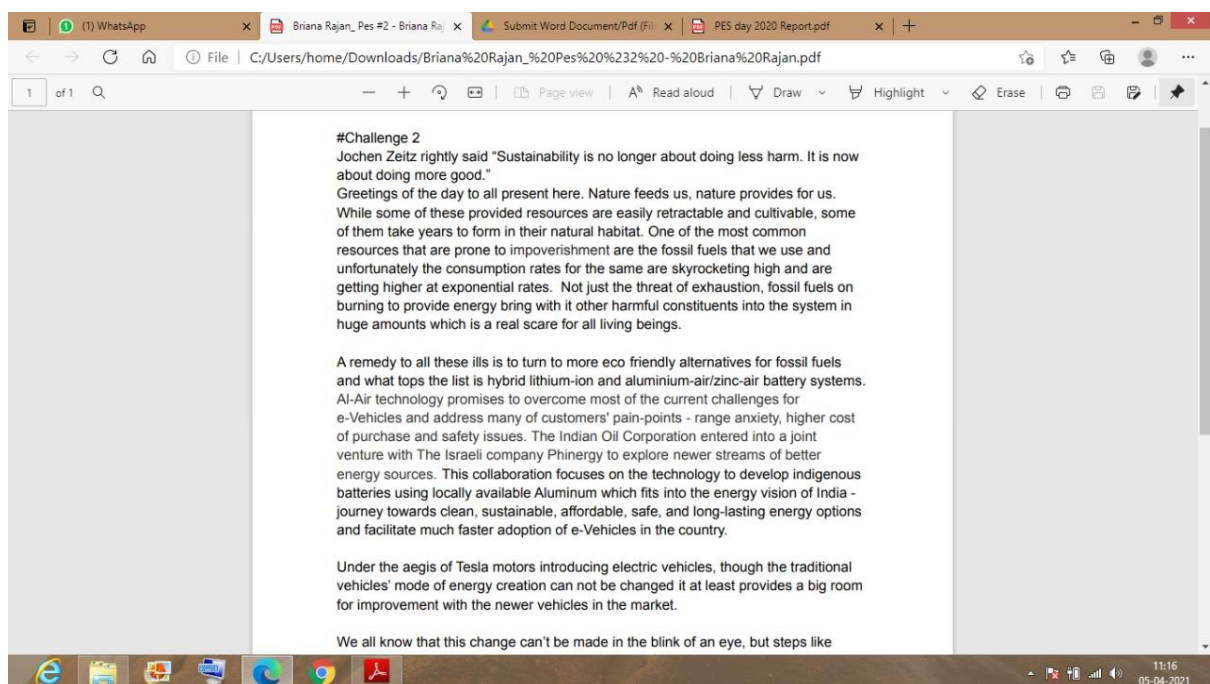 (1) WhatsApp
Briana Rajan_ Pes #2 - Briana Raj
Submit Word Document/Pdf (Fil
PES day 2020 Report.pdf
File
C:/Users/home/Downloads/Briana%20Rajan_%20Pes%20%232%20-%20Briana%20Rajan.pdf
1 of 1
Page view
Read aloud
Draw
Highlight
Erase
#Challenge 2
Jochen Zeitz rightly said “Sustainability is no longer about doing less harm. It is now
about doing more good.”
Greetings of the day to all present here. Nature feeds us, nature provides for us.
While some of these provided resources are easily retractable and cultivable, some
of them take years to form in their natural habitat. One of the most common
resources that are prone to impoverishment are the fossil fuels that we use and
unfortunately the consumption rates for the same are skyrocketing high and are
getting higher at exponential rates.  Not just the threat of exhaustion, fossil fuels on
burning to provide energy bring with it other harmful constituents into the system in
huge amounts which is a real scare for all living beings.
A remedy to all these ills is to turn to more eco friendly alternatives for fossil fuels
and what tops the list is hybrid lithium-ion and aluminium-air/zinc-air battery systems.
Al-Air technology promises to overcome most of the current challenges for
e-Vehicles and address many of customers' pain-points - range anxiety, higher cost
of purchase and safety issues. The Indian Oil Corporation entered into a joint
venture with The Israeli company Phinergy to explore newer streams of better
energy sources. This collaboration focuses on the technology to develop indigenous
batteries using locally available Aluminum which fits into the energy vision of India -
journey towards clean, sustainable, affordable, safe, and long-lasting energy options
and facilitate much faster adoption of e-Vehicles in the country.
Under the aegis of Tesla motors introducing electric vehicles, though the traditional
vehicles’ mode of energy creation can not be changed it at least provides a big room
for improvement with the newer vehicles in the market.
We all know that this change can’t be made in the blink of an eye, but steps like
11:16
05-04-2021